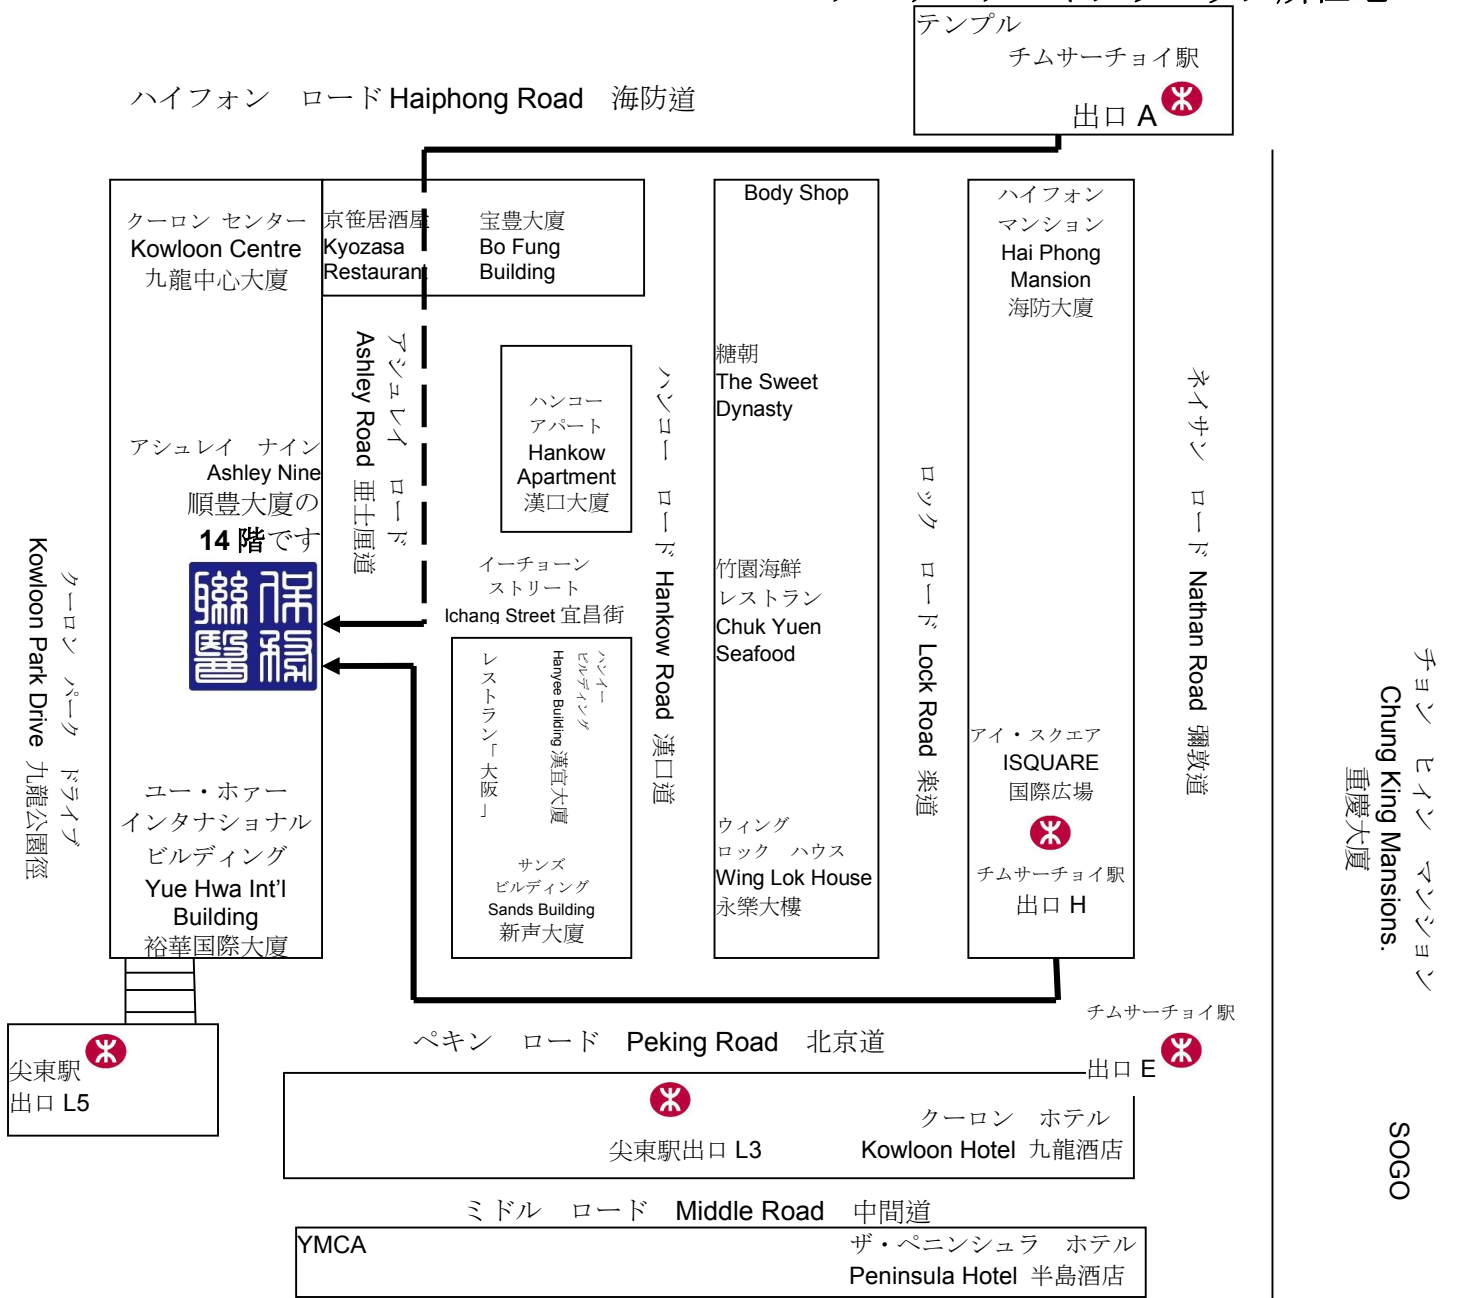 テンプル
チムサーチョイ駅
出口 A
ハイフォン　ロード Haiphong Road　海防道
クーロン センター
Kowloon Centre
九龍中心大廈
京笹居酒屋
Kyozasa
Restaurant
宝豊大廈
Bo Fung
Building
Body Shop
ハイフォン
マンション
Hai Phong
Mansion
海防大廈
アシュレイ　ロード
Ashley Road 亜士厘道
ハンコー
アパート
Hankow
Apartment
漢口大廈
ハンコー　ロード Hankow Road 漢口道
糖朝
The Sweet
Dynasty
ロック　ロード Lock Road 楽道
ネイサン　ロード Nathan Road 彌敦道
アシュレイ　ナイン
Ashley Nine
順豊大廈の
14 階です
保務
聯醫
クーロン パーク　ドライブ
Kowloon Park Drive 九龍公園徑
イーチョーン
ストリート
Ichang Street 宜昌街
竹園海鮮
レストラン
Chuk Yuen
Seafood
レストラン「大阪」
ハンイー
ビルディング
Hanyee Building 漢宜大廈
サンズ
ビルディング
Sands Building
新声大廈
ユー・ホァー
インタナショナル
ビルディング
Yue Hwa Int'l
Building
裕華国際大廈
ウィング
ロック　ハウス
Wing Lok House
永樂大樓
アイ・スクエア
ISQUARE
国際広場
チムサーチョイ駅
出口 H
チョン　ヒィン　マンション
Chung King Mansions.
重慶大廈
尖東駅
出口 L5
ペキン　ロード　Peking Road　北京道
チムサーチョイ駅
出口 E
尖東駅出口 L3
クーロン　ホテル
Kowloon Hotel 九龍酒店
SOGO
ミドル　ロード　Middle Road　中間道
YMCA
ザ・ペニンシュラ　ホテル
Peninsula Hotel 半島酒店